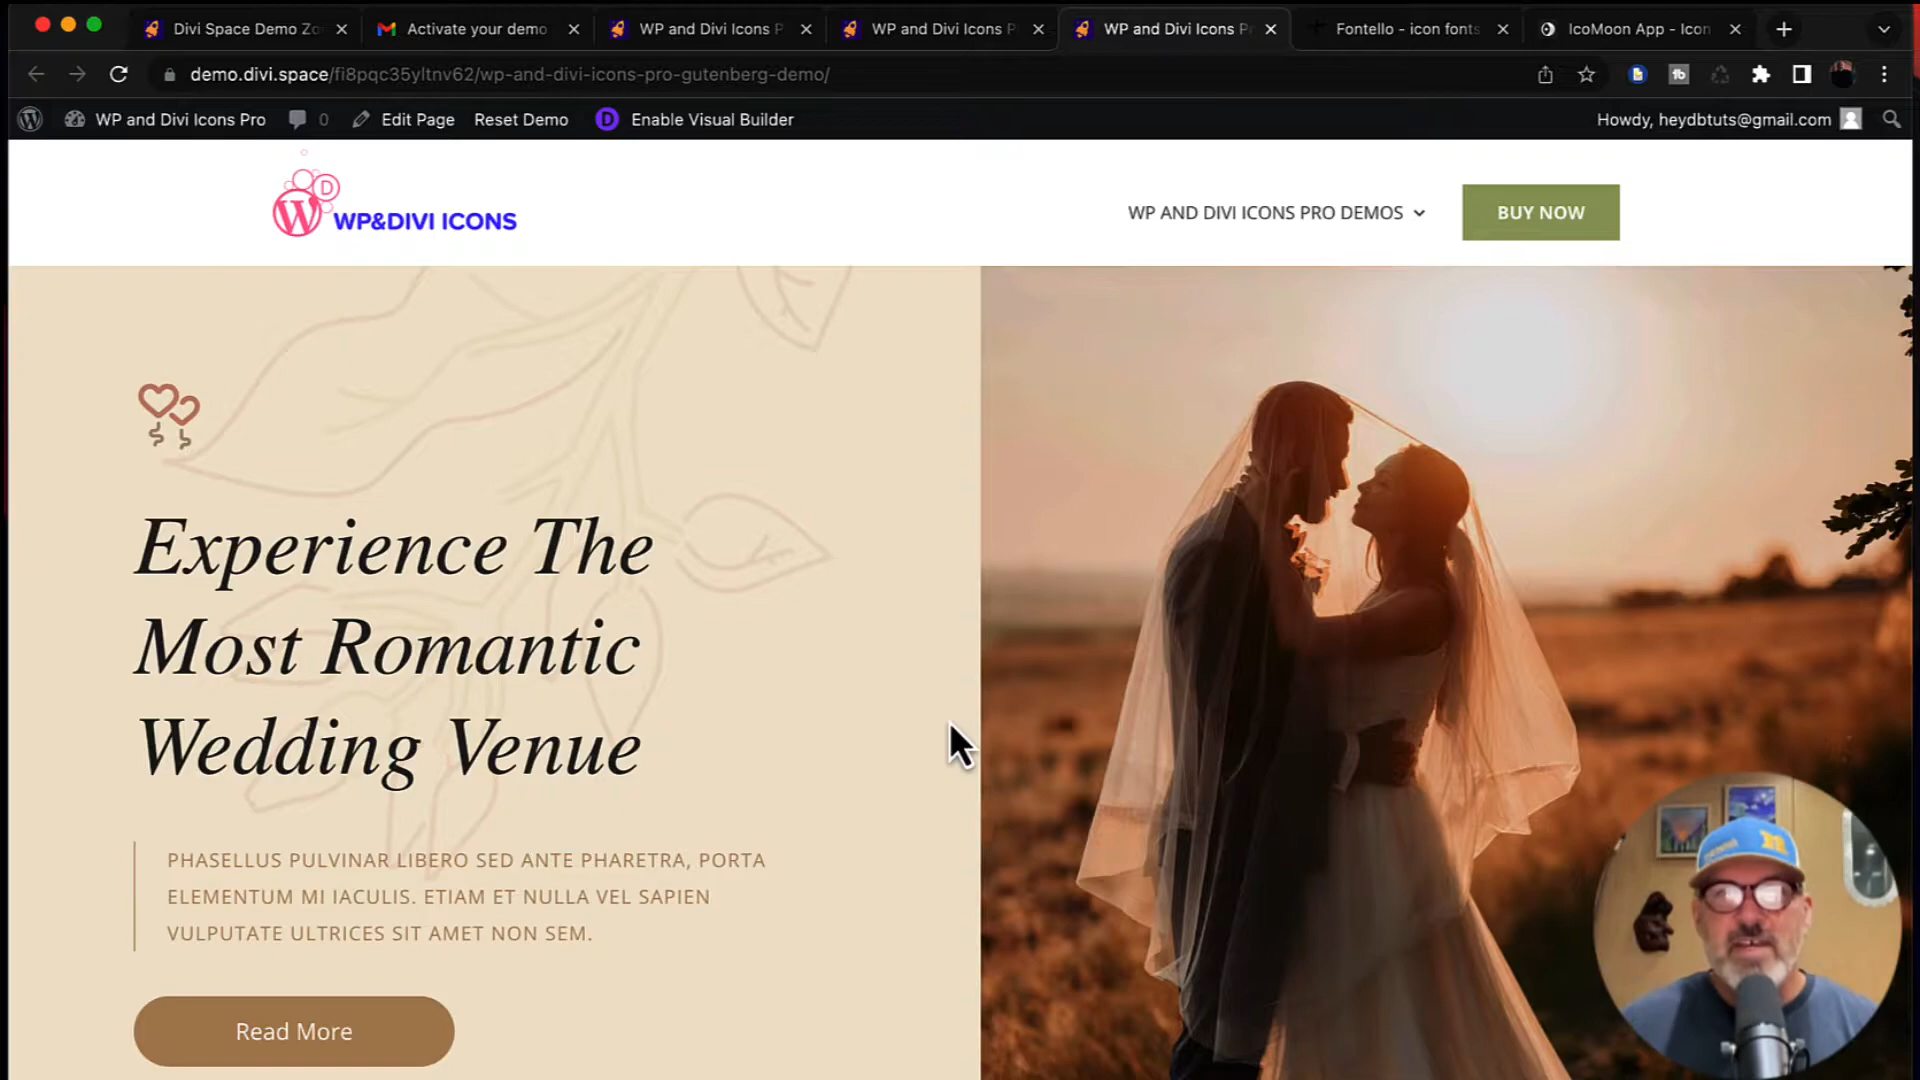 Divi Space Demo Zo
Activate your demo
WP and Divi Icons P
WP and Divi Icons P
WP and Divi Icons P
Fontello - icon fonts
IcoMoon App - Icon
demo.divi.space/fi8pqc35yltnv62/wp-and-divi-icons-pro-gutenberg-demo/
WP and Divi Icons Pro
0
Edit Page
Reset Demo
D
Enable Visual Builder
Howdy, heydbtuts@gmail.com
W D WP&DIVI ICONS
WP AND DIVI ICONS PRO DEMOS
BUY NOW
Experience The
Most Romantic
Wedding Venue
PHASELLUS PULVINAR LIBERO SED ANTE PHARETRA, PORTA
ELEMENTUM MI IACULIS. ETIAM ET NULLA VEL SAPIEN
VULPUTATE ULTRICES SIT AMET NON SEM.
Read More